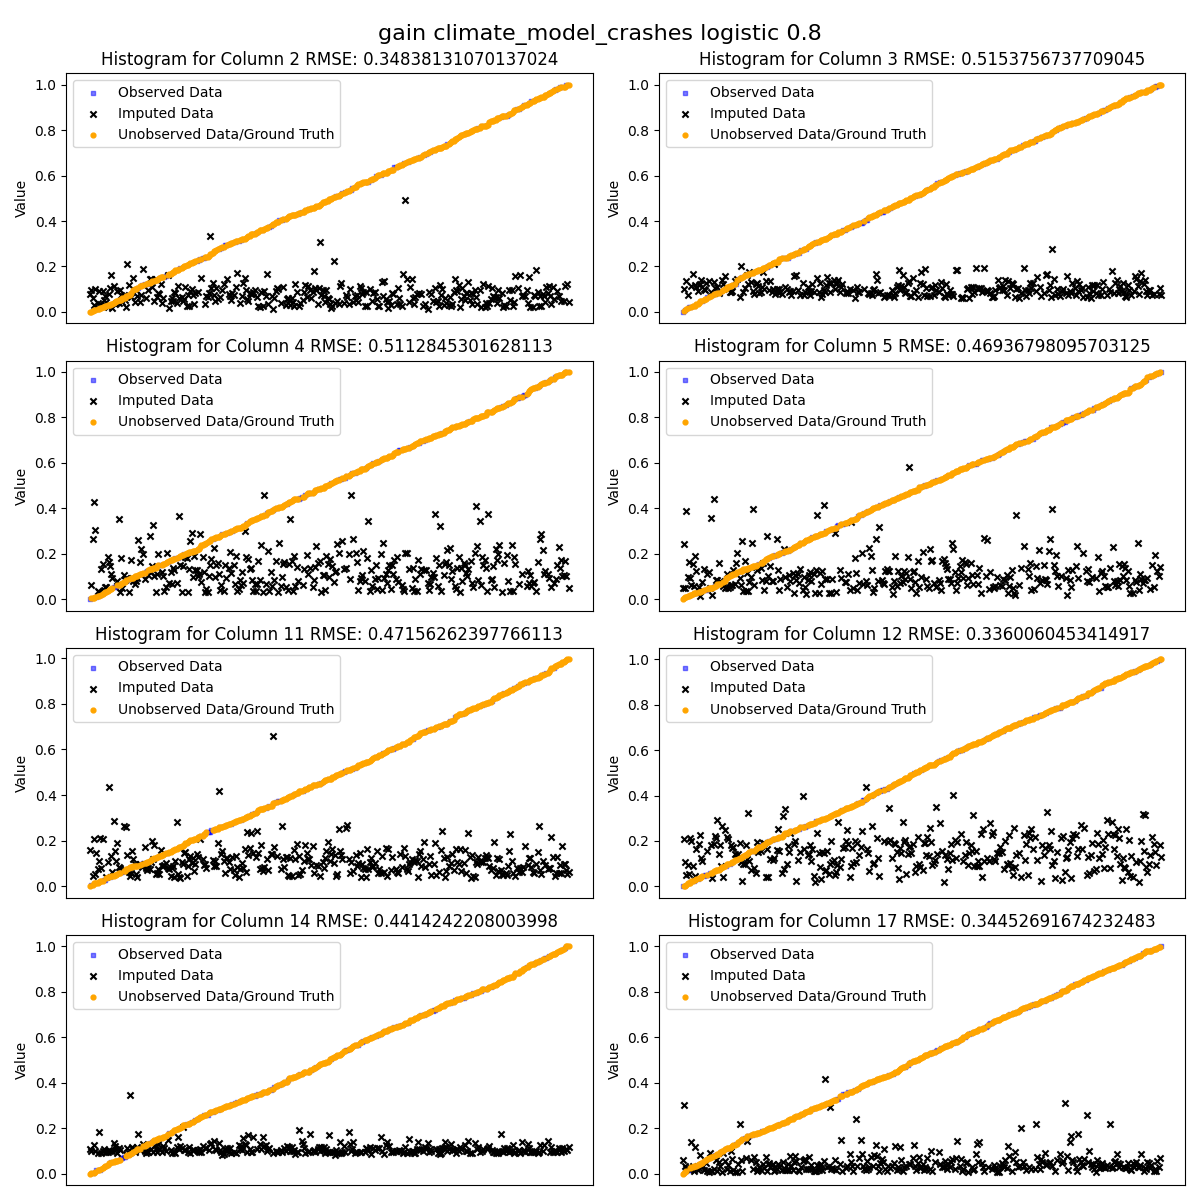 gain climate_model_crashes logistic 0.8
Histogram for Column 2 RMSE: 0.34838131070137024
Value
1.0
0.8
0.6
0.4
0.2
0.0
Observed Data
Imputed Data
Unobserved Data/Ground Truth
Histogram for Column 3 RMSE: 0.5153756737709045
Value
1.0
0.8
0.6
0.4
0.2
0.0
Observed Data
Imputed Data
Unobserved Data/Ground Truth
Histogram for Column 4 RMSE: 0.5112845301628113
Value
1.0
0.8
0.6
0.4
0.2
0.0
Observed Data
Imputed Data
Unobserved Data/Ground Truth
Histogram for Column 5 RMSE: 0.46936798095703125
Value
1.0
0.8
0.6
0.4
0.2
0.0
Observed Data
Imputed Data
Unobserved Data/Ground Truth
Histogram for Column 11 RMSE: 0.47156262397766113
Value
1.0
0.8
0.6
0.4
0.2
0.0
Observed Data
Imputed Data
Unobserved Data/Ground Truth
Histogram for Column 12 RMSE: 0.3360060453414917
Value
1.0
0.8
0.6
0.4
0.2
0.0
Observed Data
Imputed Data
Unobserved Data/Ground Truth
Histogram for Column 14 RMSE: 0.4414242208003998
Value
1.0
0.8
0.6
0.4
0.2
0.0
Observed Data
Imputed Data
Unobserved Data/Ground Truth
Histogram for Column 17 RMSE: 0.34452691674232483
Value
1.0
0.8
0.6
0.4
0.2
0.0
Observed Data
Imputed Data
Unobserved Data/Ground Truth